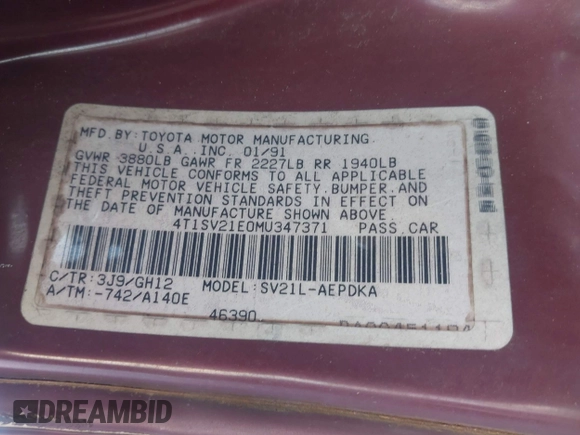 MFD. BY: TOYOTA MOTOR MANUFACTURING
U.S.A., INC. 01/91
GVWR 3880LB GAWR FR 2227LB RR 1940LB
THIS VEHICLE CONFORMS TO ALL APPLICABLE
FEDERAL MOTOR VEHICLE SAFETY, BUMPER, AND
THEFT PREVENTION STANDARDS IN EFFECT ON
THE DATE OF MANUFACTURE SHOWN ABOVE.
4T1SV21E0MU347371 PASS. CAR
C/TR: 3J9/GH12 MODEL: SV21L-AEPDKA
A/TM: -742/A140E
46390
DREAMBID